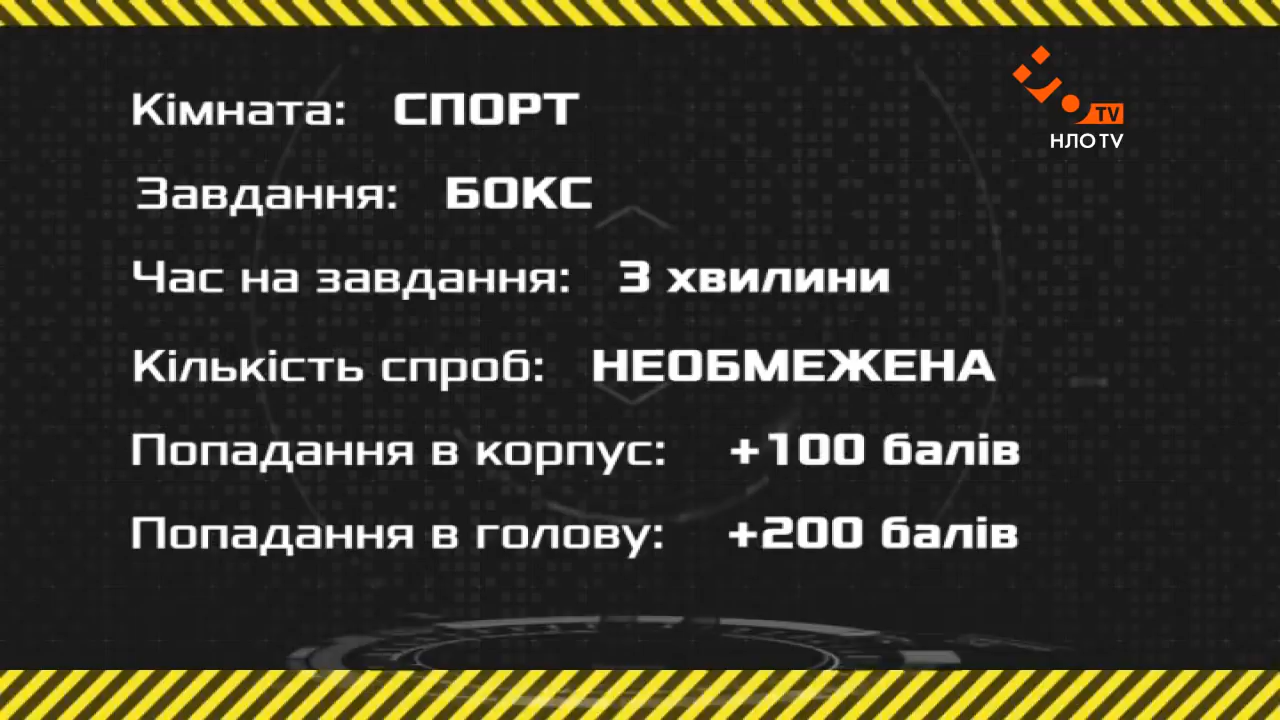 Кімната: СПОРТ
TV
НЛО TV
Завдання: БОКС
Час на завдання: 3 хвилини
Кількість спроб: НЕОБМЕЖЕНА
Попадання в корпус: +100 балів
Попадання в голову: +200 балів